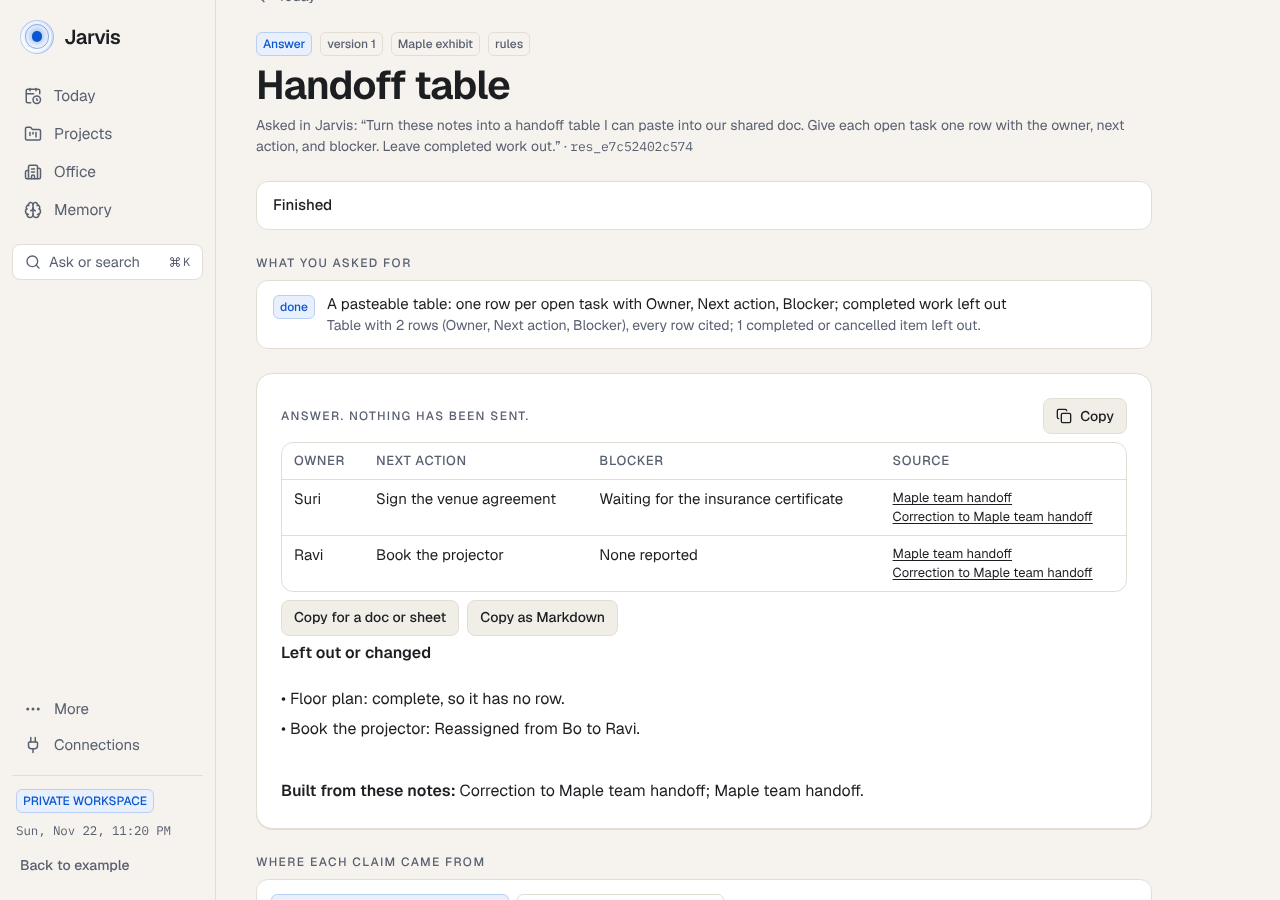 Jarvis
Today
Projects
Office
Memory
Ask or search ⌘ K
More
Connections
PRIVATE WORKSPACE
Sun, Nov 22, 11:20 PM
Back to example
Today
Answer version 1 Maple exhibit rules
Handoff table
Asked in Jarvis: “Turn these notes into a handoff table I can paste into our shared doc. Give each open task one row with the owner, next
action, and blocker. Leave completed work out.” · res_e7c52402c574
Finished
WHAT YOU ASKED FOR
done A pasteable table: one row per open task with Owner, Next action, Blocker; completed work left out
Table with 2 rows (Owner, Next action, Blocker), every row cited; 1 completed or cancelled item left out.
ANSWER. NOTHING HAS BEEN SENT. Copy
OWNER NEXT ACTION BLOCKER SOURCE
Suri Sign the venue agreement Waiting for the insurance certificate Maple team handoff
Correction to Maple team handoff
Ravi Book the projector None reported Maple team handoff
Correction to Maple team handoff
Copy for a doc or sheet Copy as Markdown
Left out or changed
• Floor plan: complete, so it has no row.
• Book the projector: Reassigned from Bo to Ravi.
Built from these notes: Correction to Maple team handoff; Maple team handoff.
WHERE EACH CLAIM CAME FROM